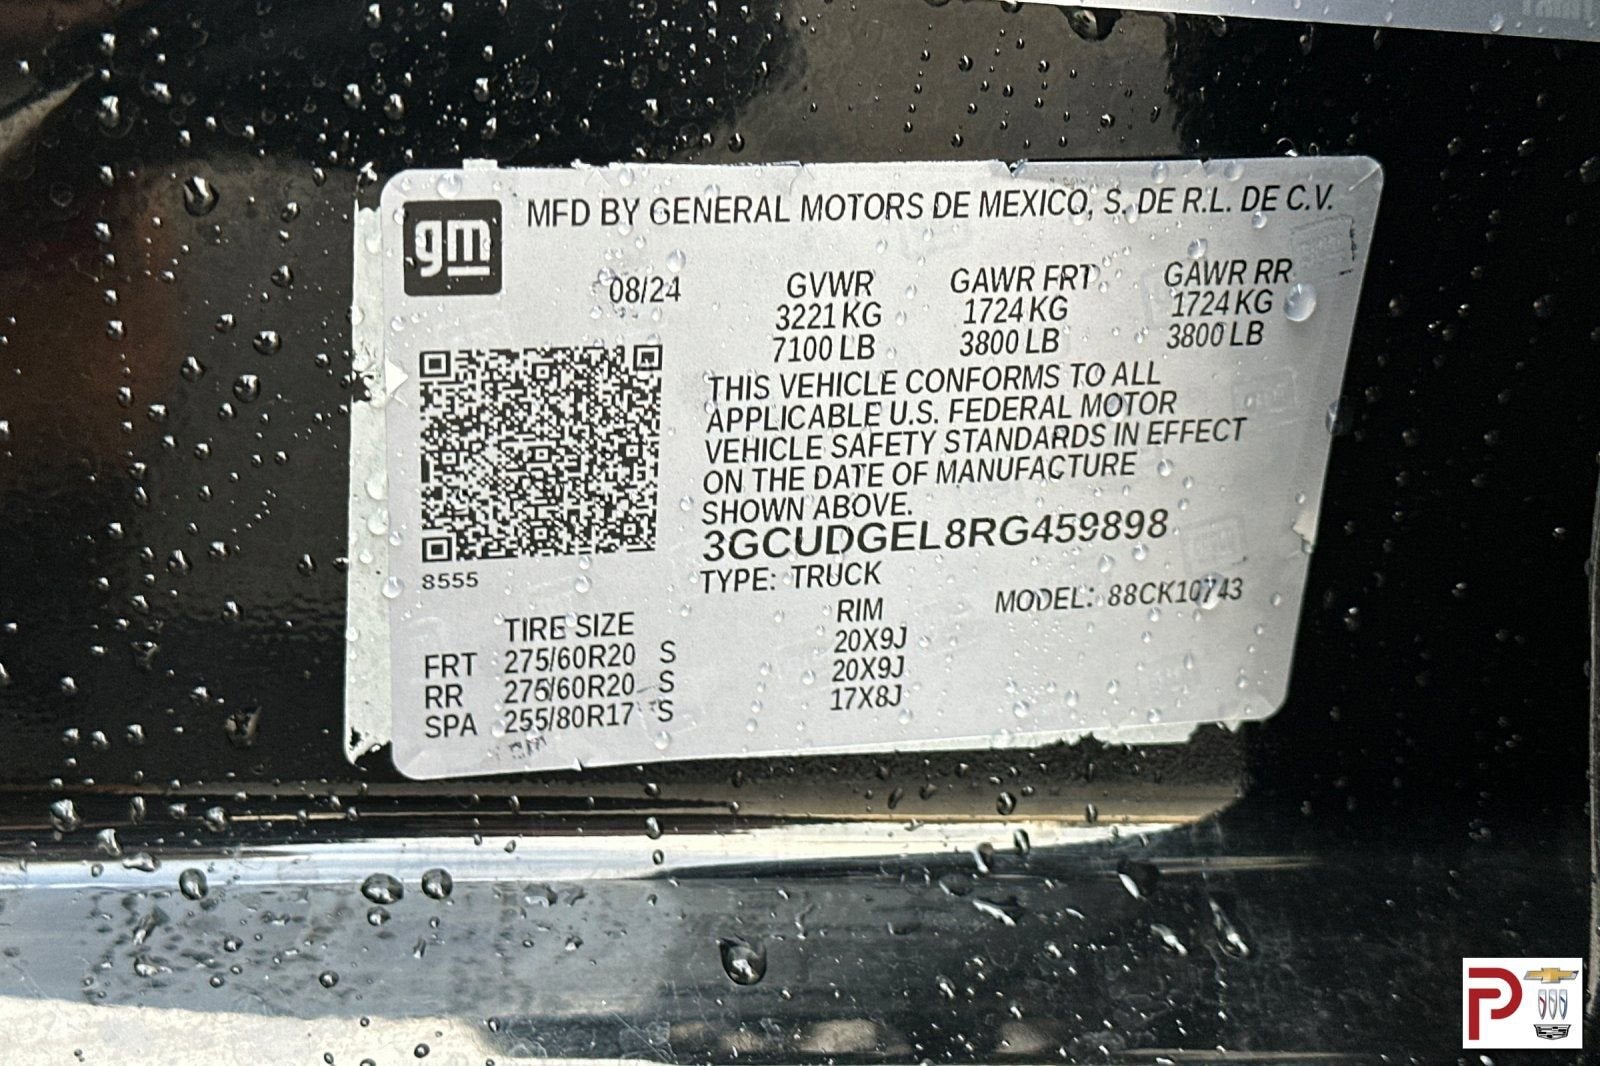 gm
MFD BY GENERAL MOTORS DE MEXICO, S. DE R.L. DE C.V.
08/24 GVWR GAWR FRT GAWR RR
3221 KG 1724 KG 1724 KG
7100 LB 3800 LB 3800 LB
THIS VEHICLE CONFORMS TO ALL
APPLICABLE U.S. FEDERAL MOTOR
VEHICLE SAFETY STANDARDS IN EFFECT
ON THE DATE OF MANUFACTURE
SHOWN ABOVE.
3GCUDGEL8RG459898
8555
TYPE: TRUCK MODEL: 88CK10743
TIRE SIZE RIM
FRT 275/60R20 S 20X9J
RR 275/60R20 S 20X9J
SPA 255/80R17 S 17X8J
P